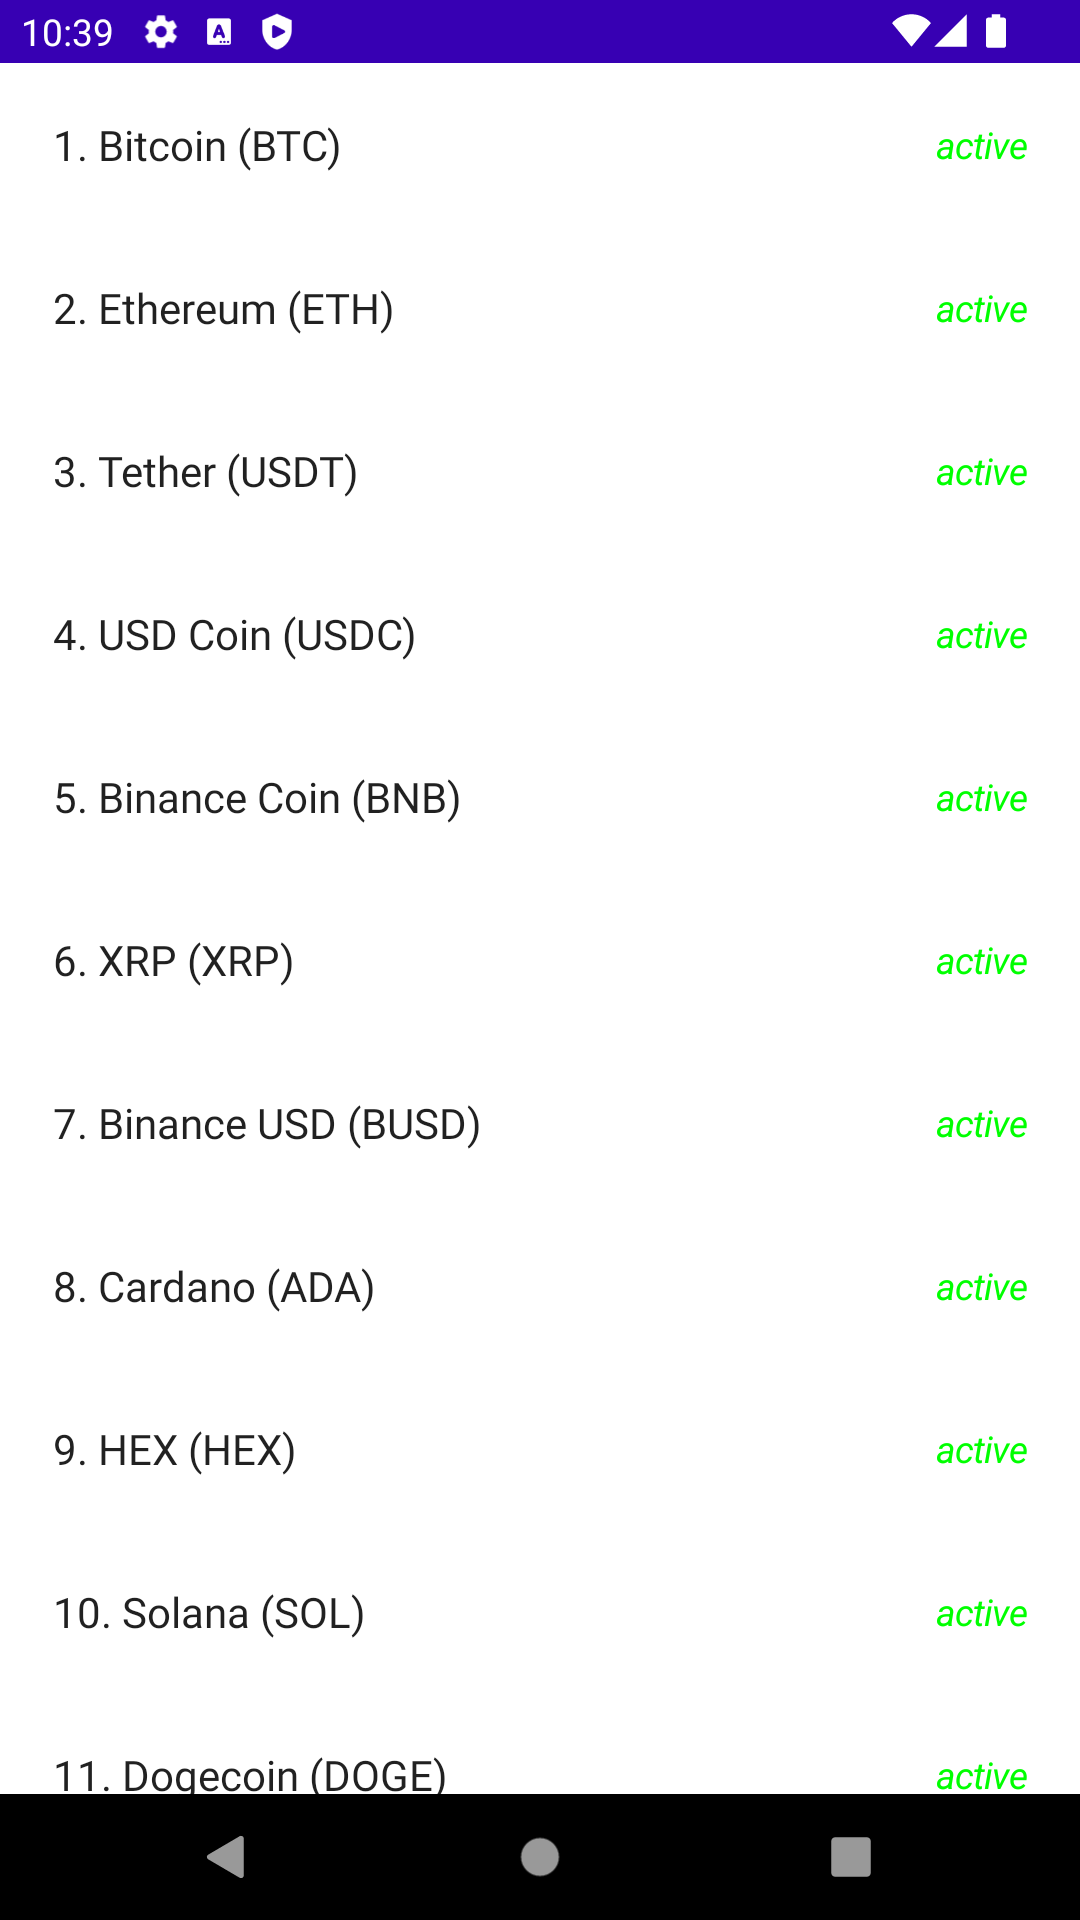 10:39
1. Bitcoin (BTC) active
2. Ethereum (ETH) active
3. Tether (USDT) active
4. USD Coin (USDC) active
5. Binance Coin (BNB) active
6. XRP (XRP) active
7. Binance USD (BUSD) active
8. Cardano (ADA) active
9. HEX (HEX) active
10. Solana (SOL) active
11. Dogecoin (DOGE) active